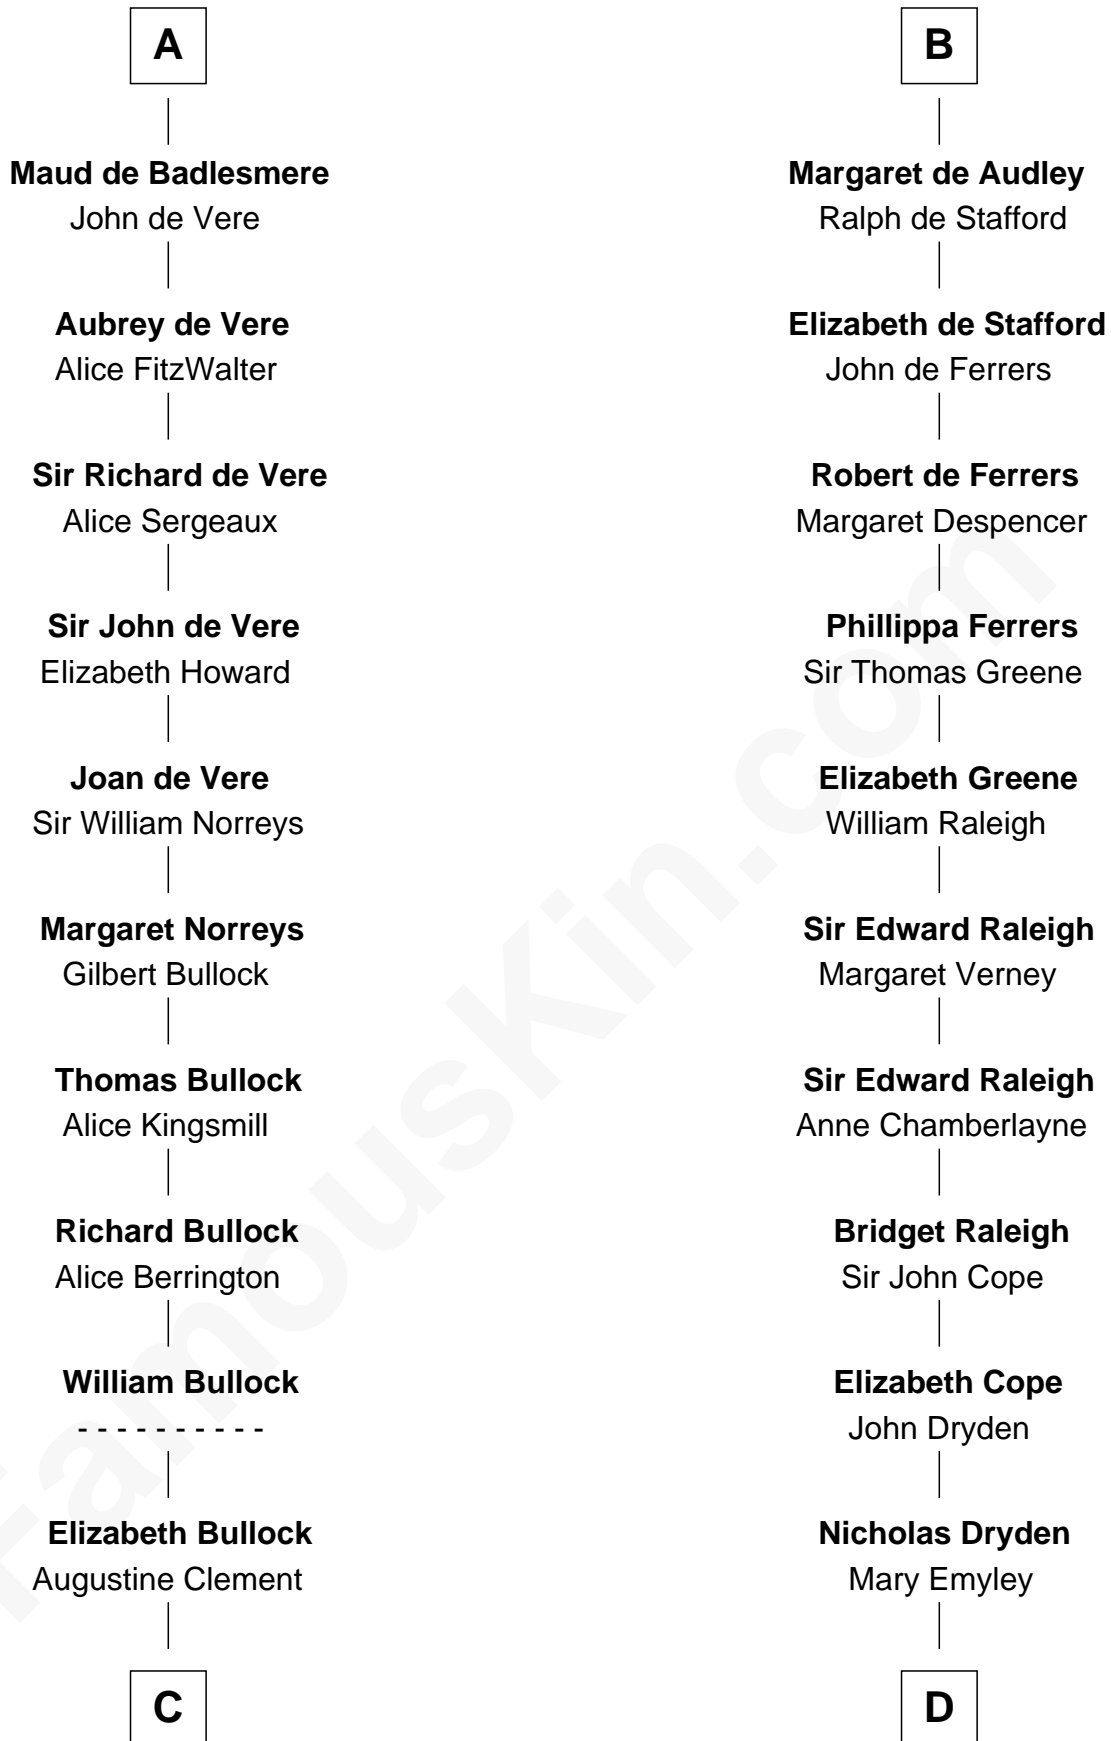 A
Maud de Badlesmere
John de Vere
Aubrey de Vere
Alice FitzWalter
Sir Richard de Vere
Alice Sergeaux
Sir John de Vere
Elizabeth Howard
Joan de Vere
Sir William Norreys
Margaret Norreys
Gilbert Bullock
Thomas Bullock
Alice Kingsmill
Richard Bullock
Alice Berrington
William Bullock
- - - - - - - - - -
Elizabeth Bullock
Augustine Clement
C
B
Margaret de Audley
Ralph de Stafford
Elizabeth de Stafford
John de Ferrers
Robert de Ferrers
Margaret Despencer
Phillippa Ferrers
Sir Thomas Greene
Elizabeth Greene
William Raleigh
Sir Edward Raleigh
Margaret Verney
Sir Edward Raleigh
Anne Chamberlayne
Bridget Raleigh
Sir John Cope
Elizabeth Cope
John Dryden
Nicholas Dryden
Mary Emyley
D
FamousKin.com